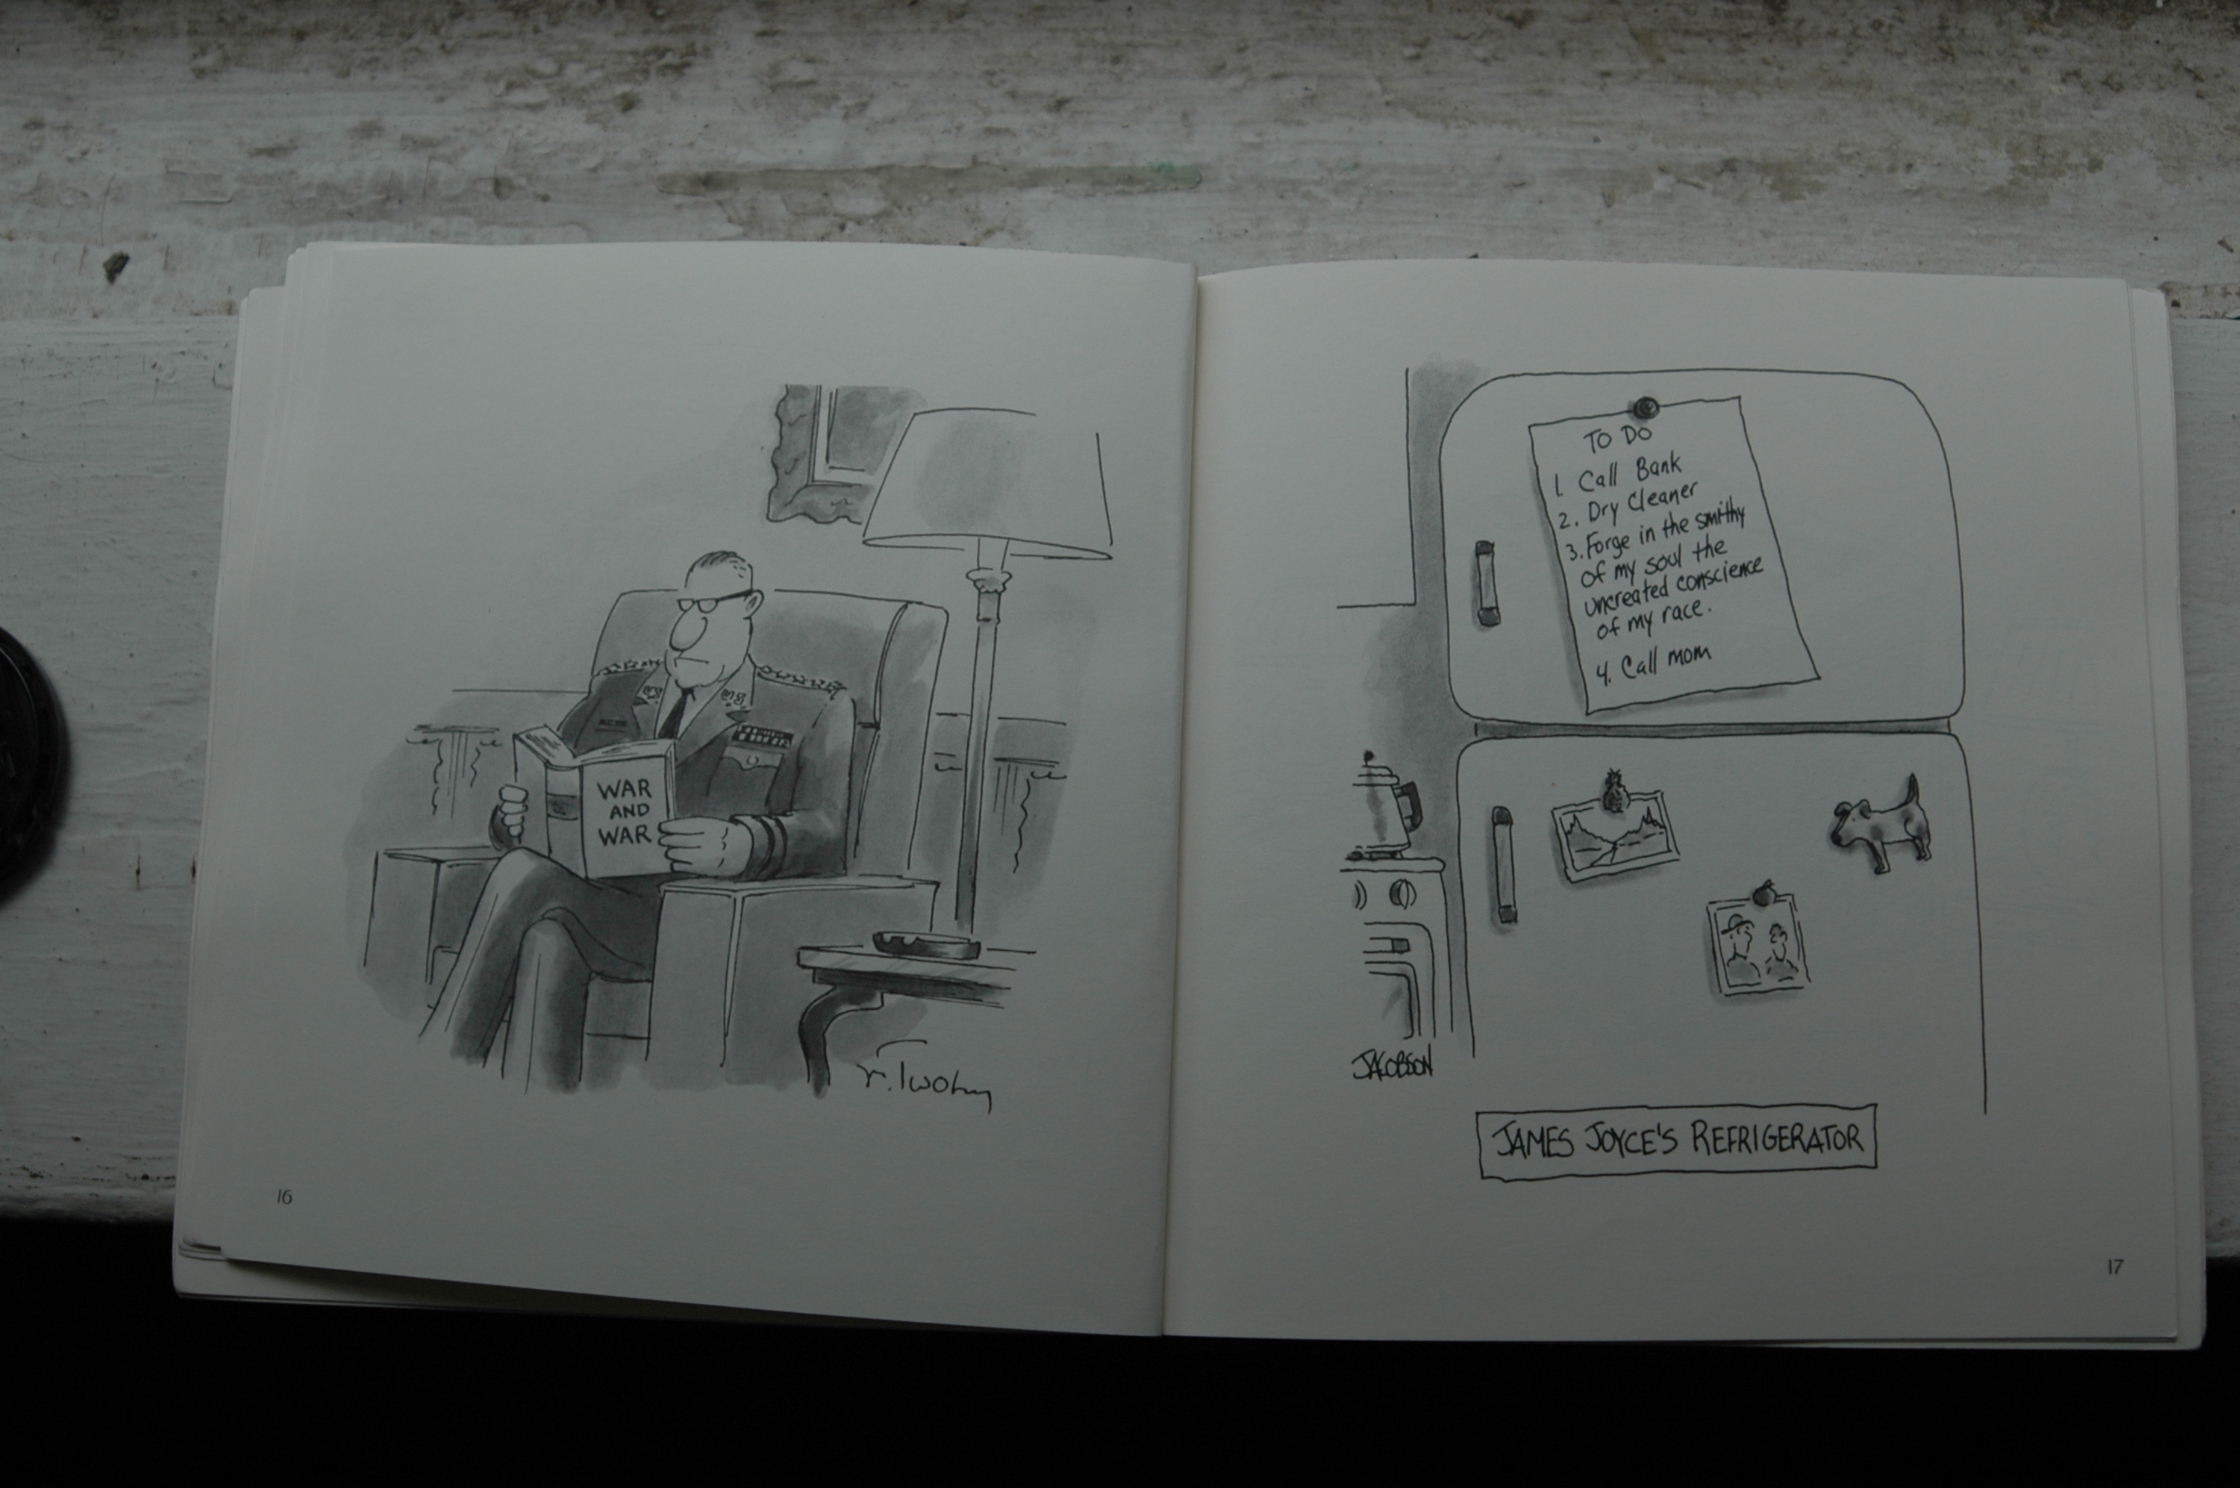 WAR
AND
WAR
r. Twohy
16
TO DO
1 Call Bank
2. Dry cleaner
3. Forge in the smithy
of my soul the
uncreated conscience
of my race.
4. Call mom
JACOBSON
JAMES JOYCE'S REFRIGERATOR
17